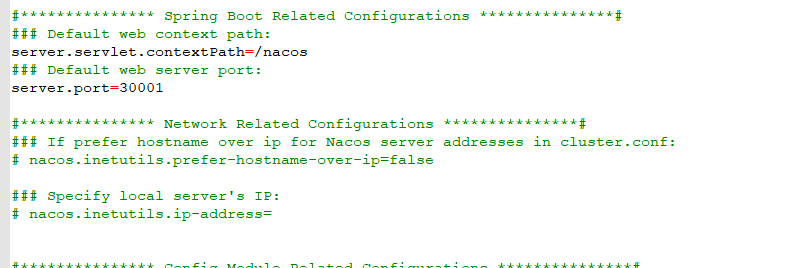 #*************** Spring Boot Related Configurations ***************#
### Default web context path:
server.servlet.contextPath=/nacos
### Default web server port:
server.port=30001
#*************** Network Related Configurations ***************#
### If prefer hostname over ip for Nacos server addresses in cluster.conf:
# nacos.inetutils.prefer-hostname-over-ip=false
### Specify local server's IP:
# nacos.inetutils.ip-address=
#*************** Config Module Related Configurations ***************#